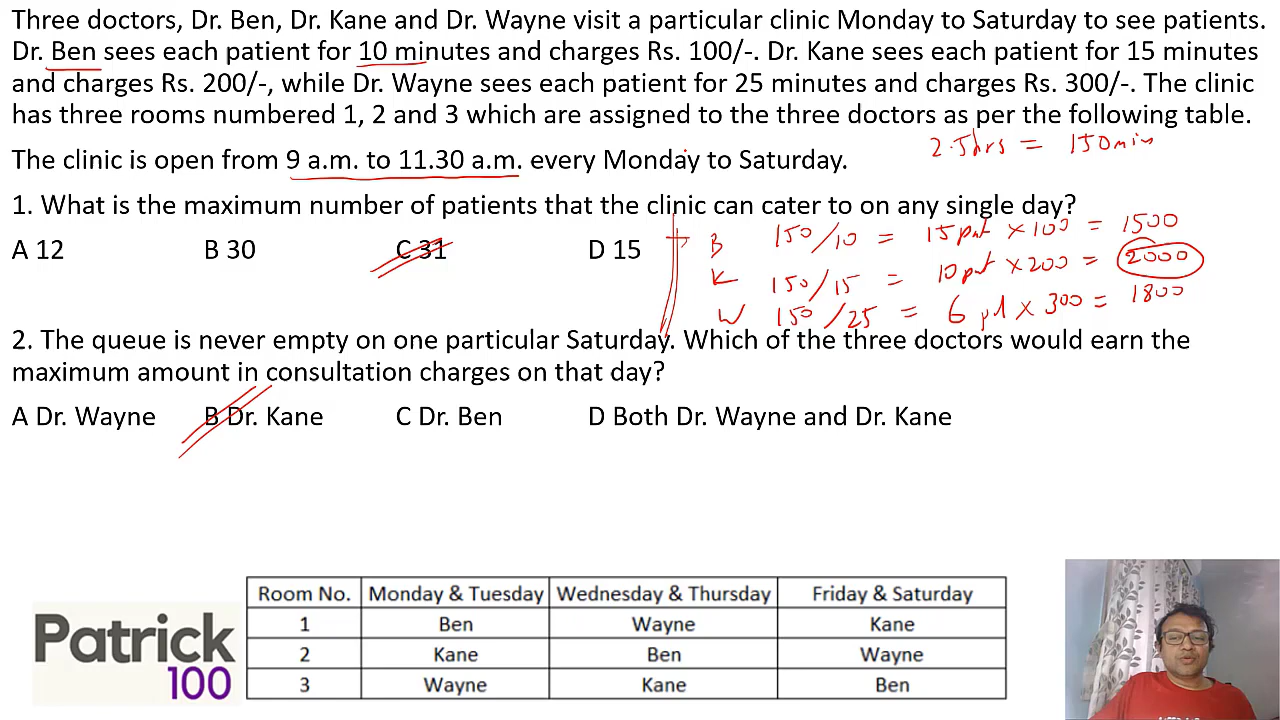 Three doctors, Dr. Ben, Dr. Kane and Dr. Wayne visit a particular clinic Monday to Saturday to see patients.
Dr. Ben sees each patient for 10 minutes and charges Rs. 100/-. Dr. Kane sees each patient for 15 minutes
and charges Rs. 200/-, while Dr. Wayne sees each patient for 25 minutes and charges Rs. 300/-. The clinic
has three rooms numbered 1, 2 and 3 which are assigned to the three doctors as per the following table.
2.5hrs = 150min
The clinic is open from 9 a.m. to 11.30 a.m. every Monday to Saturday.
1. What is the maximum number of patients that the clinic can cater to on any single day?
A 12 B 30 C 31 D 15
B 150/10 = 15 pat × 100 = 1500
K 150/15 = 10 pat × 200 = 2000
W 150/25 = 6 pt × 300 = 1800
2. The queue is never empty on one particular Saturday. Which of the three doctors would earn the
maximum amount in consultation charges on that day?
A Dr. Wayne B Dr. Kane C Dr. Ben D Both Dr. Wayne and Dr. Kane
Patrick
100
Room No. Monday & Tuesday Wednesday & Thursday Friday & Saturday
1 Ben Wayne Kane
2 Kane Ben Wayne
3 Wayne Kane Ben